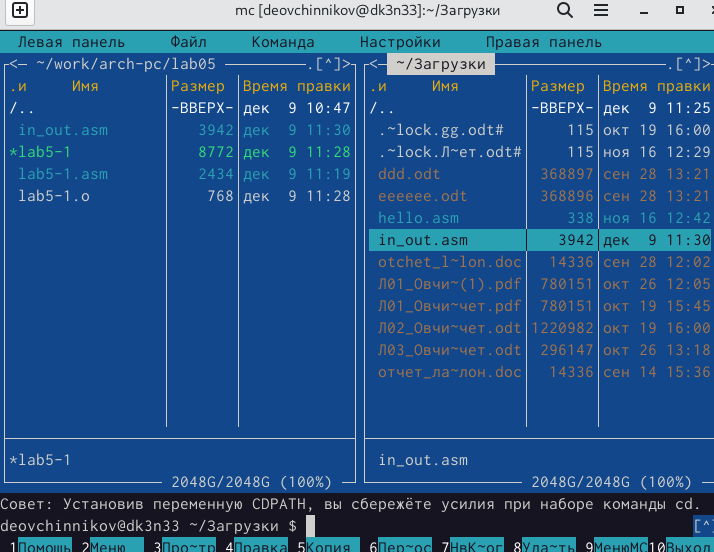 mc [deovchinnikov@dk3n33]:~/Загрузки
Левая панель Файл Команда Настройки Правая панель
<─ ~/work/arch-pc/lab05 .[^]> <─ ~/Загрузки .[^]>
.и Имя Размер Время правки .и Имя Размер Время правки
/.. -ВВЕРХ- дек 9 10:47 /.. -ВВЕРХ- дек 9 11:25
in_out.asm 3942 дек 9 11:30 .~lock.gg.odt# 115 окт 19 16:00
*lab5-1 8772 дек 9 11:28 .~lock.Л~ет.odt# 115 ноя 16 12:29
lab5-1.asm 2434 дек 9 11:19 ddd.odt 368897 сен 28 13:21
lab5-1.o 768 дек 9 11:28 eeeeee.odt 368896 сен 28 13:21
hello.asm 338 ноя 16 12:42
in_out.asm 3942 дек 9 11:30
otchet_l~lon.doc 14336 сен 28 12:02
Л01_Овчи~(1).pdf 780151 окт 26 12:05
Л01_Овчи~чет.pdf 780151 окт 19 15:45
Л02_Овчи~чет.odt 1220982 окт 19 16:00
Л03_Овчи~чет.odt 296147 окт 26 13:18
отчет_ла~лон.doc 14336 сен 14 15:36
*lab5-1 in_out.asm
2048G/2048G (100%) 2048G/2048G (100%)
Совет: Установив переменную CDPATH, вы сбережёте усилия при наборе команды cd.
deovchinnikov@dk3n33 ~/Загрузки $ [^]
1Помощь 2Меню 3Про~тр 4Правка 5Копия 6Пер~ос 7НвК~ог 8Уда~ть 9МенюMC 10Выход